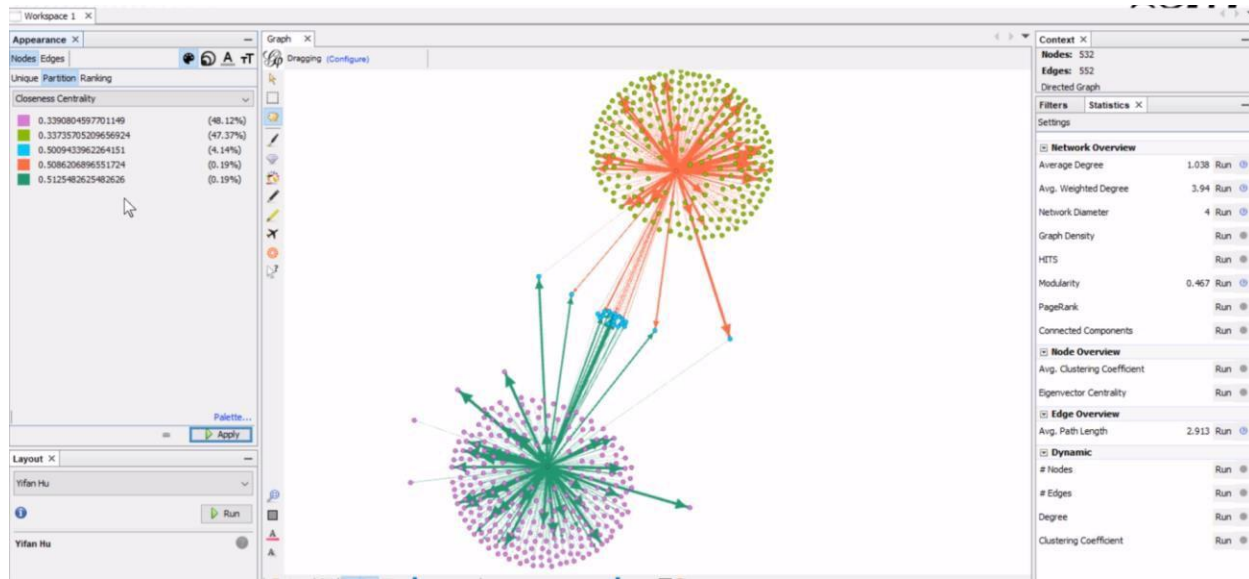 Workspace 1
Appearance
Nodes Edges
Unique Partition Ranking
Closeness Centrality
0.3390804597701149 (48.12%)
0.33735705209656924 (47.37%)
0.5009433962264151 (4.14%)
0.5086206896551724 (0.19%)
0.5125482625482626 (0.19%)
Palette...
Apply
Layout
Yifan Hu
Run
Yifan Hu
Graph
Dragging (Configure)
Context
Nodes: 532
Edges: 552
Directed Graph
Filters Statistics
Settings
Network Overview
Average Degree 1.038 Run
Avg. Weighted Degree 3.94 Run
Network Diameter 4 Run
Graph Density Run
HITS Run
Modularity 0.467 Run
PageRank Run
Connected Components Run
Node Overview
Avg. Clustering Coefficient Run
Eigenvector Centrality Run
Edge Overview
Avg. Path Length 2.913 Run
Dynamic
# Nodes Run
# Edges Run
Degree Run
Clustering Coefficient Run